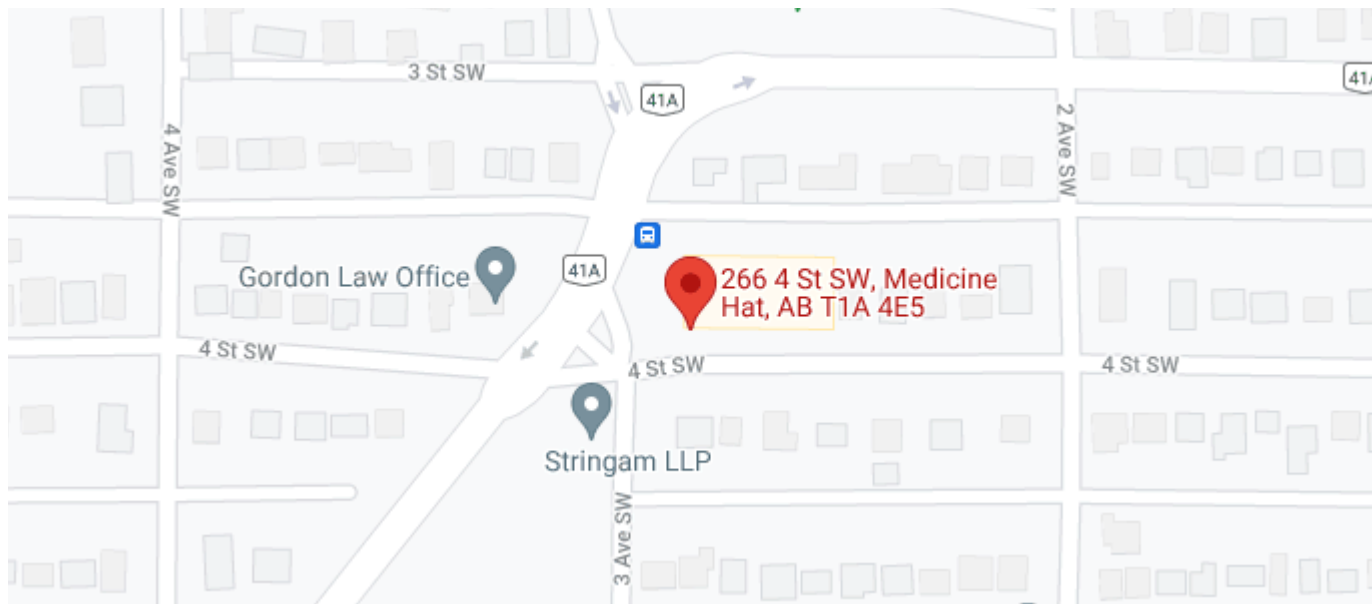 3 St SW
41A
41A
4 Ave SW
2 Ave SW
Gordon Law Office
41A
266 4 St SW, Medicine
Hat, AB T1A 4E5
4 St SW
4 St SW
4 St SW
Stringam LLP
3 Ave SW